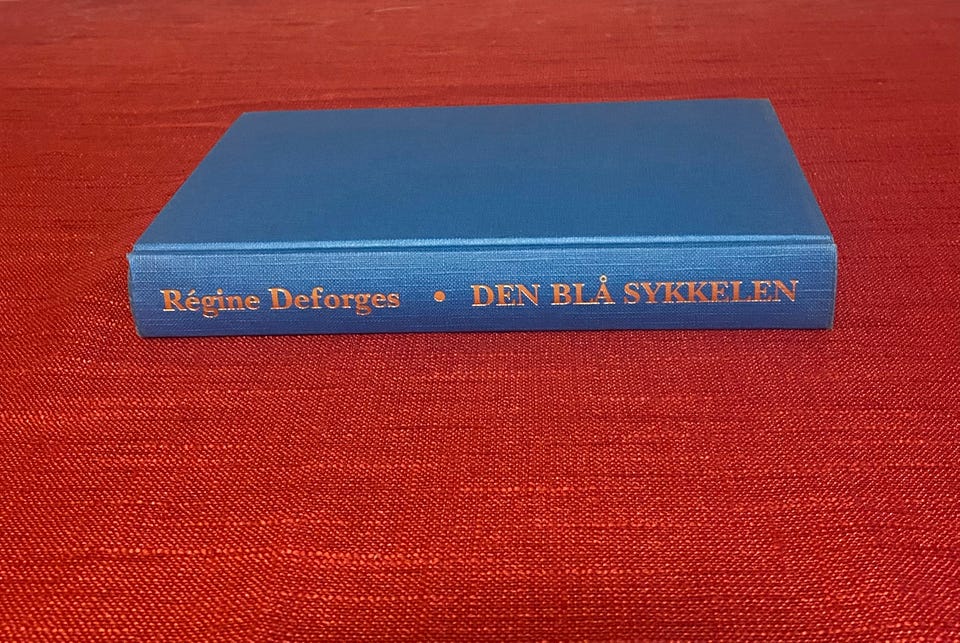 Régine Deforges • DEN BLÅ SYKKELEN